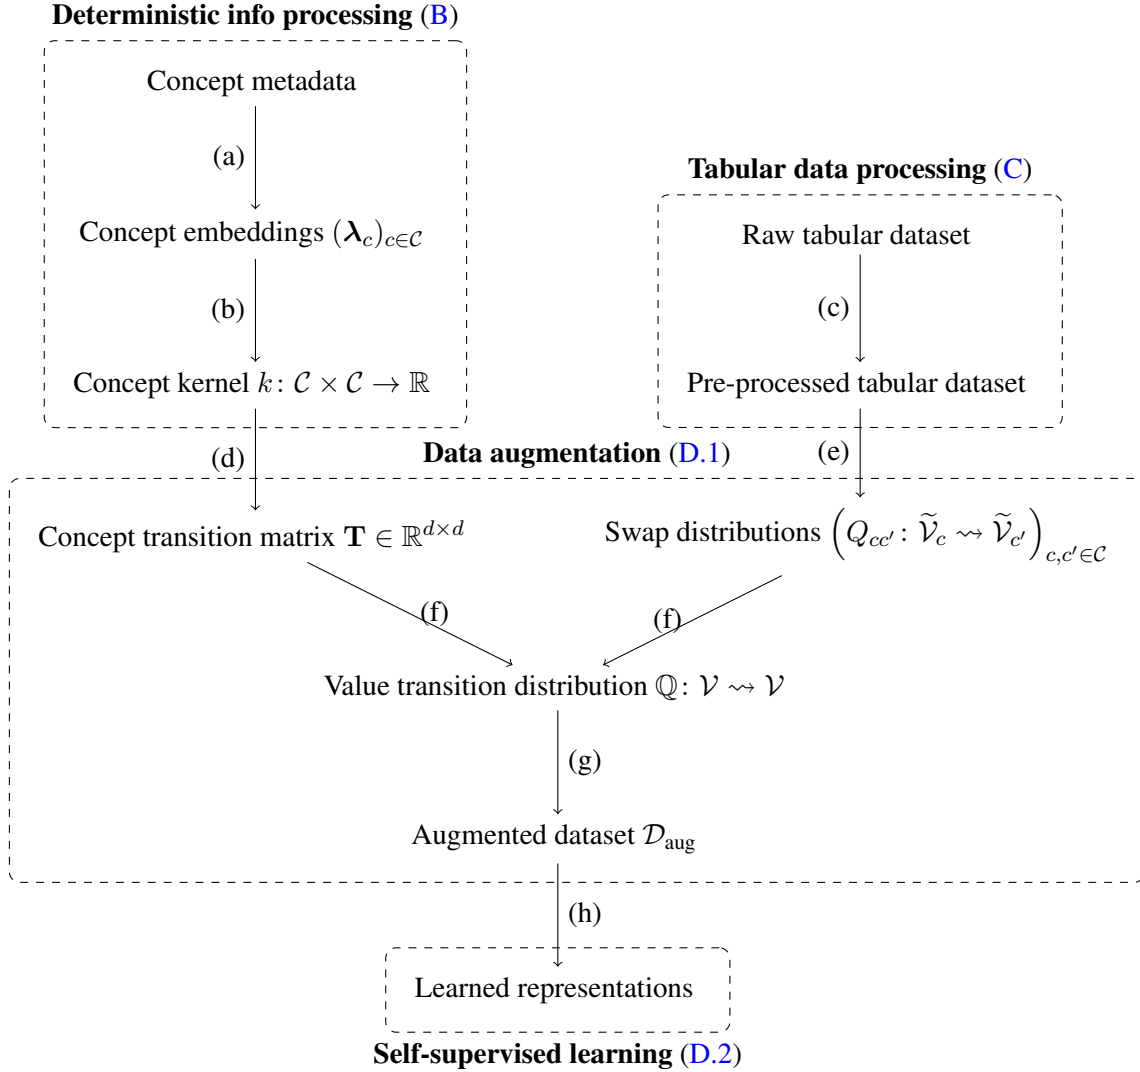 Deterministic info processing (B)
Concept metadata
(a)
Concept embeddings (𝝀_c)_{c∈𝒞}
(b)
Concept kernel k: 𝒞 × 𝒞 → ℝ
Tabular data processing (C)
Raw tabular dataset
(c)
Pre-processed tabular dataset
(d)
Data augmentation (D.1)
(e)
Concept transition matrix 𝐓 ∈ ℝ^{d×d}
Swap distributions (Q_{cc′}: 𝒱̃_c ⇝ 𝒱̃_{c′})_{c,c′∈𝒞}
(f)
(f)
Value transition distribution ℚ: 𝒱 ⇝ 𝒱
(g)
Augmented dataset 𝒟_aug
(h)
Learned representations
Self-supervised learning (D.2)